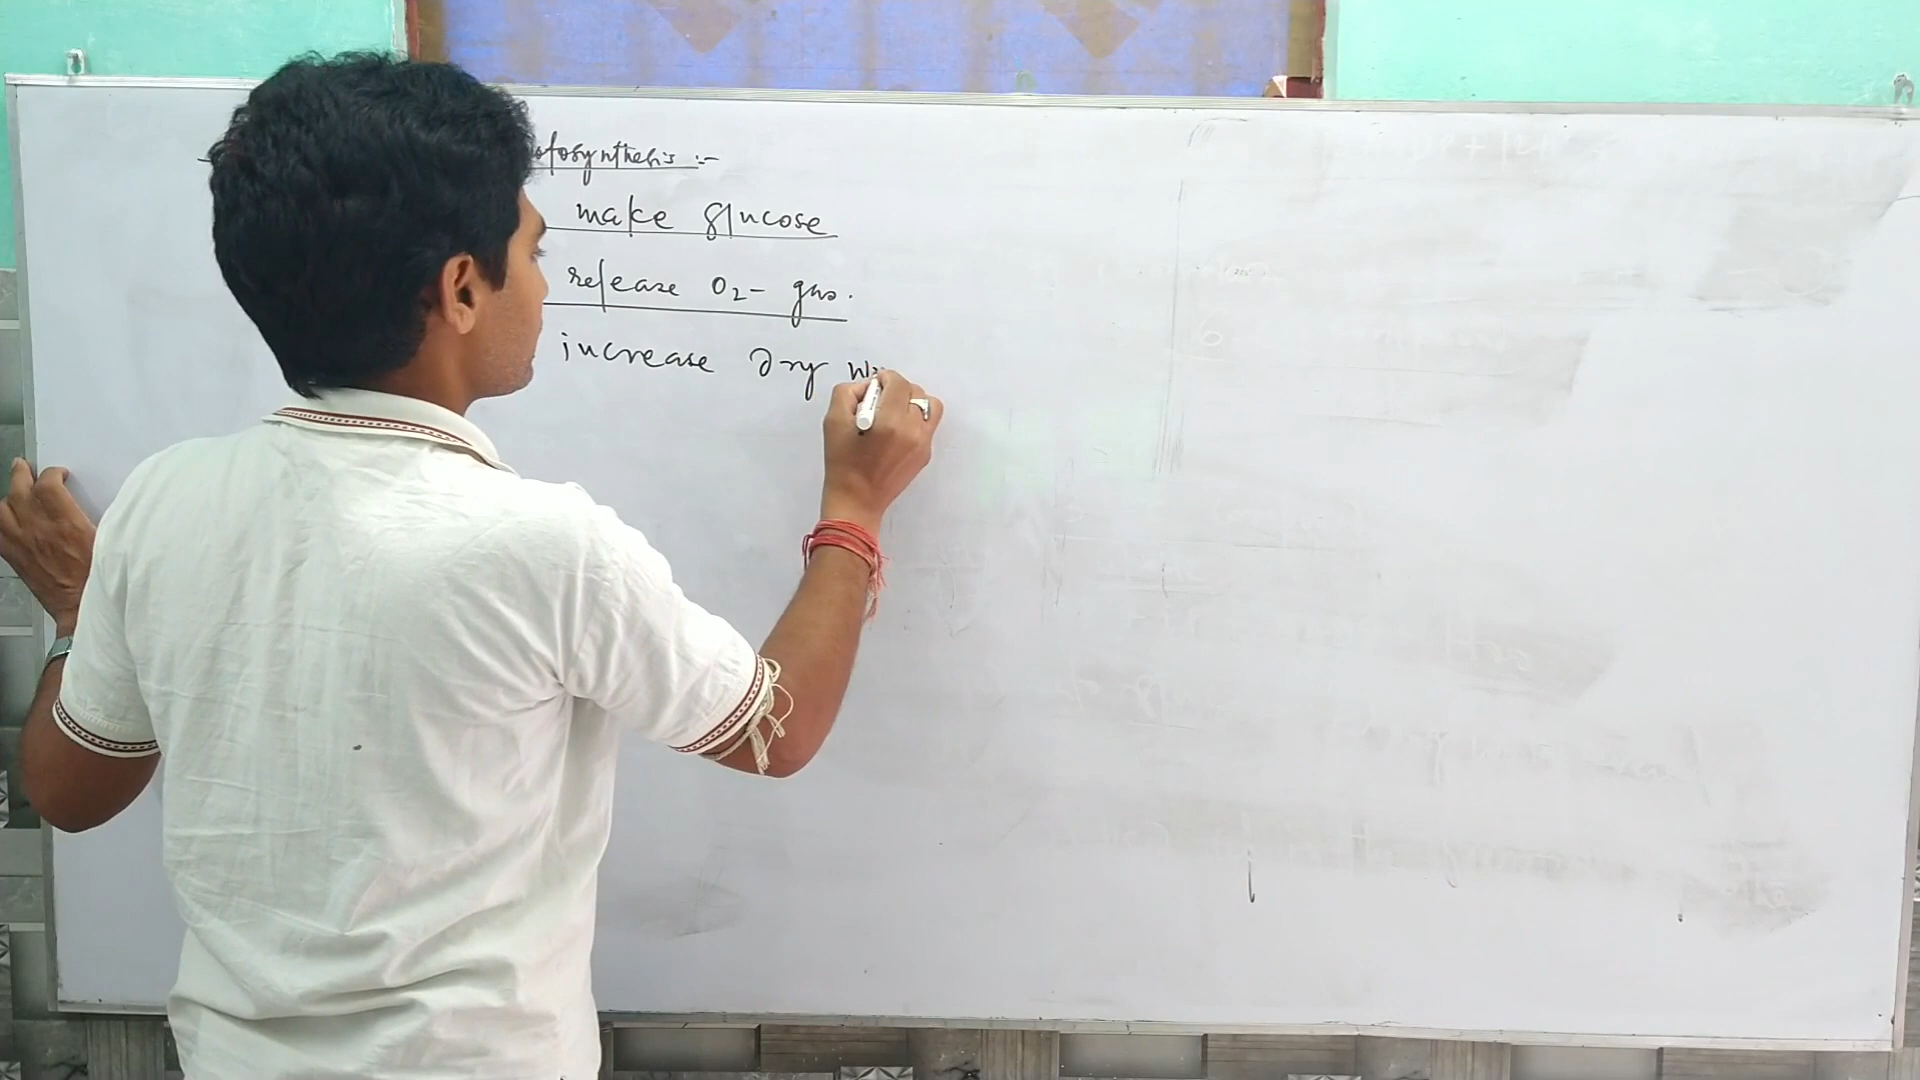 otosynthesis :-
make glucose
release O2- gas.
increase dry